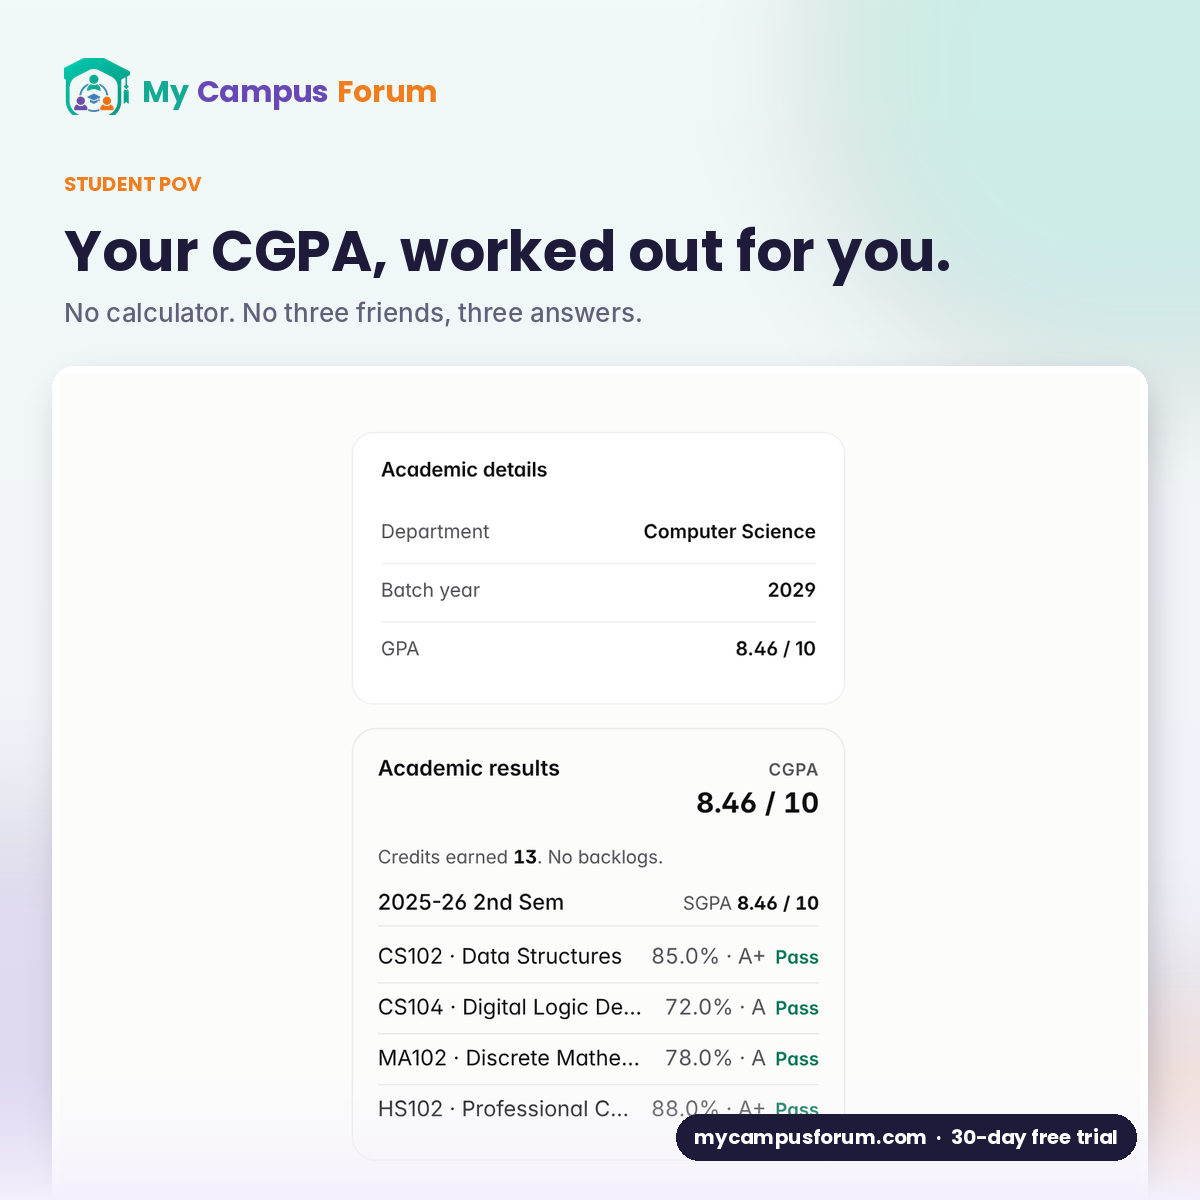 My Campus Forum
STUDENT POV
Your CGPA, worked out for you.
No calculator. No three friends, three answers.
Academic details
Department Computer Science
Batch year 2029
GPA 8.46 / 10
Academic results CGPA
8.46 / 10
Credits earned 13. No backlogs.
2025-26 2nd Sem SGPA 8.46 / 10
CS102 · Data Structures 85.0% · A+ Pass
CS104 · Digital Logic De... 72.0% · A Pass
MA102 · Discrete Mathe... 78.0% · A Pass
HS102 · Professional C... 88.0% · A+ Pass
mycampusforum.com · 30-day free trial